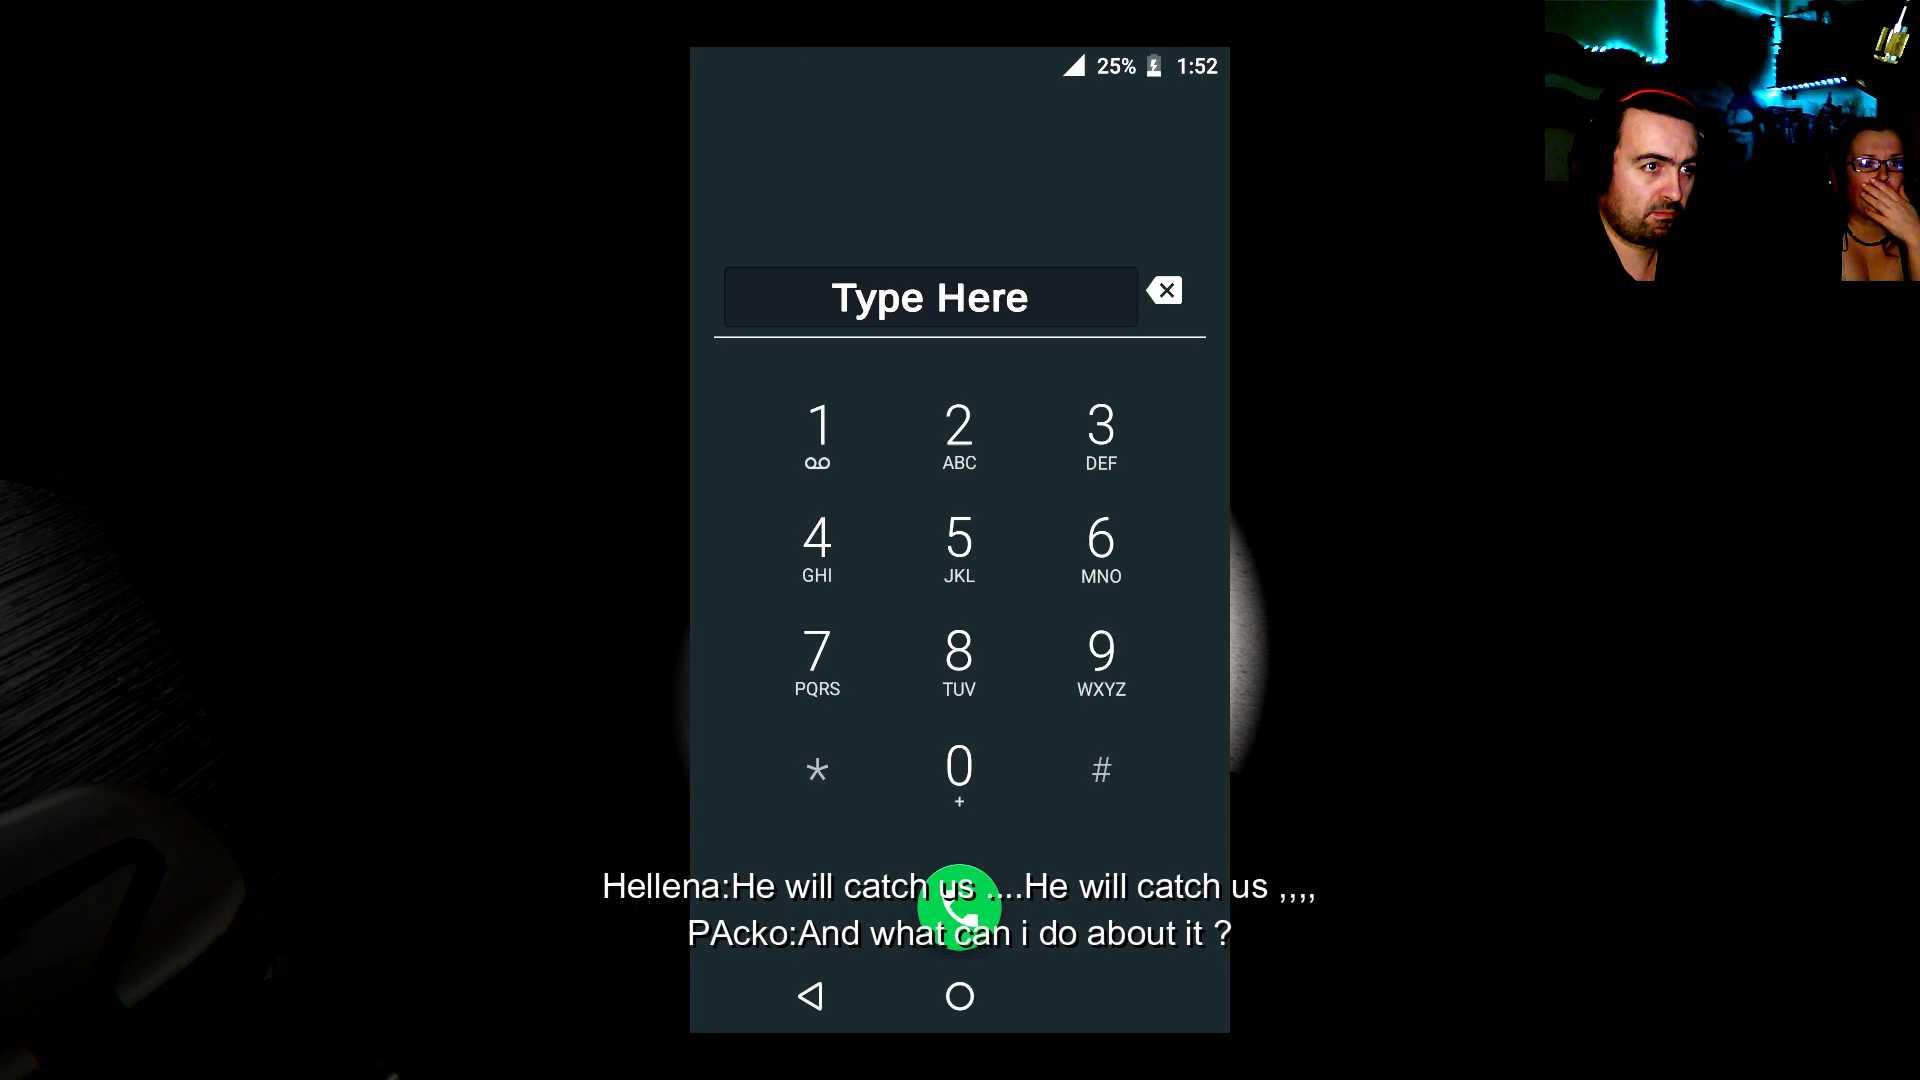 25% 1:52
Type Here
1 2 3
ABC DEF
4 5 6
GHI JKL MNO
7 8 9
PQRS TUV WXYZ
* 0 #
+
Hellena:He will catch us ....He will catch us ,,,,
PAcko:And what can i do about it ?